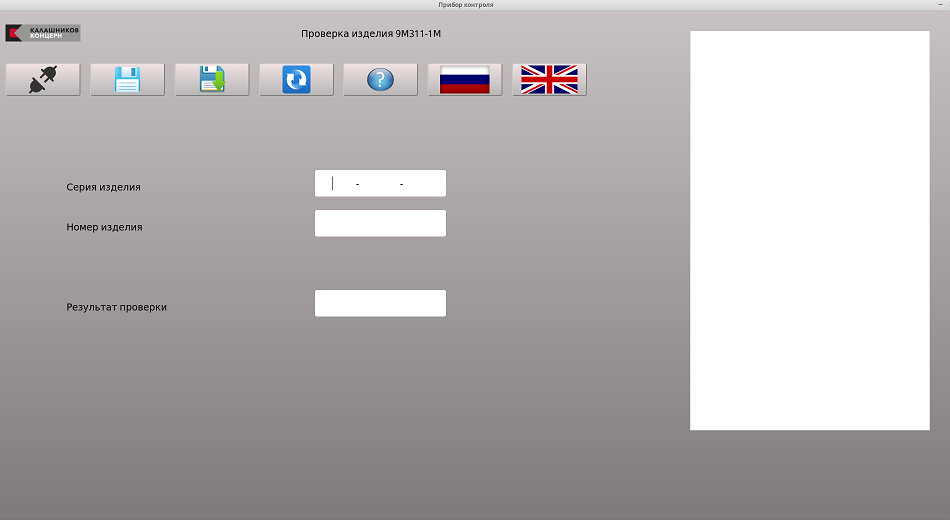 Прибор контроля
КАЛАШНИКОВ
КОНЦЕРН
Проверка изделия 9М311-1М
?
Серия изделия
- -
Номер изделия
Результат проверки